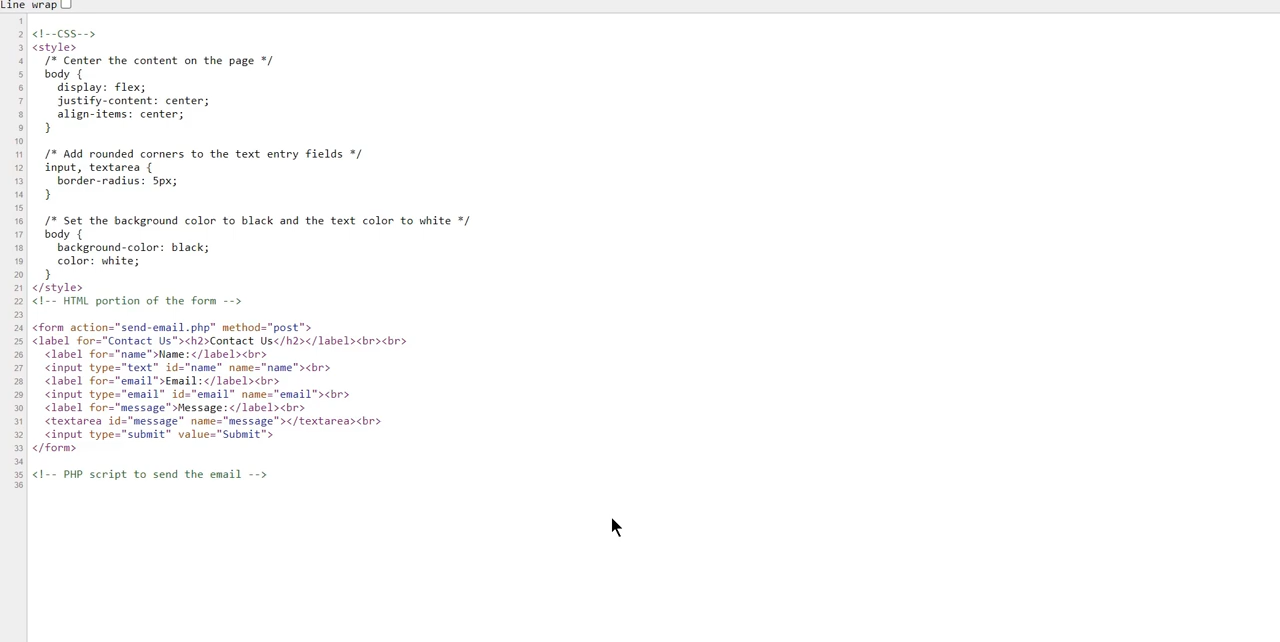 Line wrap
1
2 <!--CSS-->
3 <style>
4   /* Center the content on the page */
5   body {
6     display: flex;
7     justify-content: center;
8     align-items: center;
9   }
10
11   /* Add rounded corners to the text entry fields */
12   input, textarea {
13     border-radius: 5px;
14   }
15
16   /* Set the background color to black and the text color to white */
17   body {
18     background-color: black;
19     color: white;
20   }
21 </style>
22 <!-- HTML portion of the form -->
23
24 <form action="send-email.php" method="post">
25 <label for="Contact Us"><h2>Contact Us</h2></label><br><br>
26   <label for="name">Name:</label><br>
27   <input type="text" id="name" name="name"><br>
28   <label for="email">Email:</label><br>
29   <input type="email" id="email" name="email"><br>
30   <label for="message">Message:</label><br>
31   <textarea id="message" name="message"></textarea><br>
32   <input type="submit" value="Submit">
33 </form>
34
35 <!-- PHP script to send the email -->
36